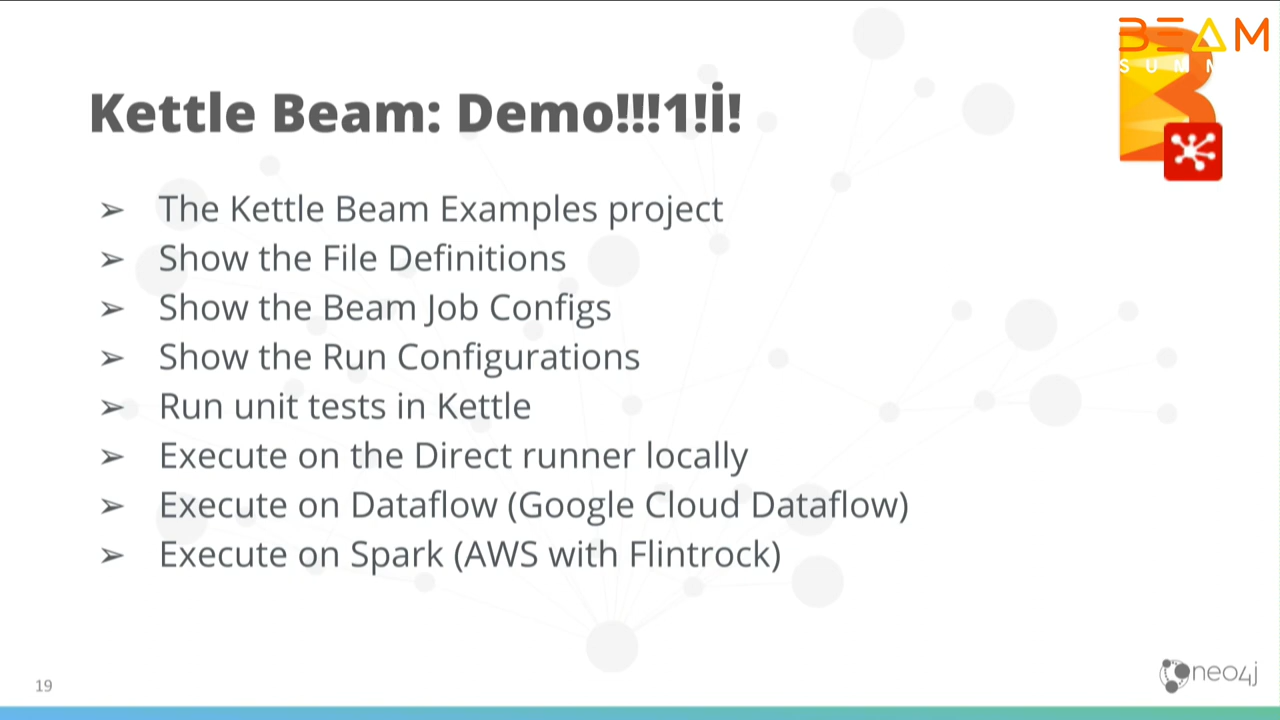 BEAM
SUMM
Kettle Beam: Demo!!!1!i!
➢ The Kettle Beam Examples project
➢ Show the File Definitions
➢ Show the Beam Job Configs
➢ Show the Run Configurations
➢ Run unit tests in Kettle
➢ Execute on the Direct runner locally
➢ Execute on Dataflow (Google Cloud Dataflow)
➢ Execute on Spark (AWS with Flintrock)
19
neo4j